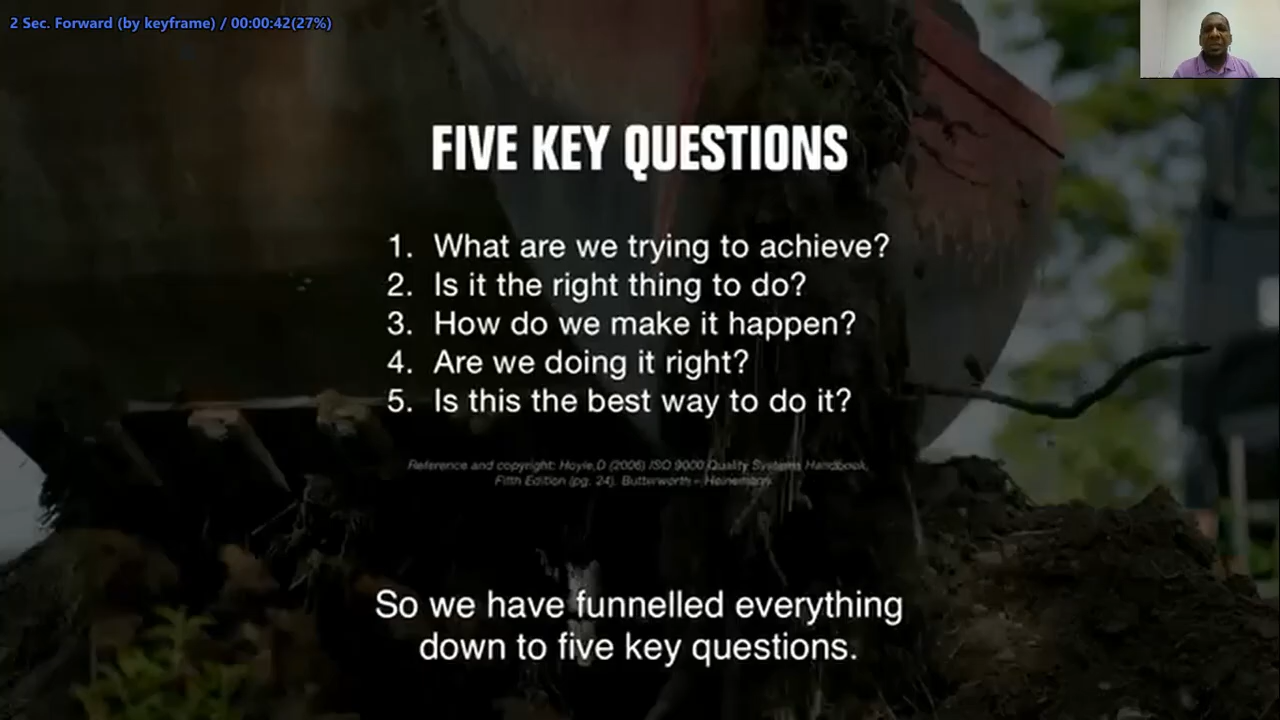 2 Sec. Forward (by keyframe) / 00:00:42(27%)
FIVE KEY QUESTIONS
1. What are we trying to achieve?
2. Is it the right thing to do?
3. How do we make it happen?
4. Are we doing it right?
5. Is this the best way to do it?
Reference and copyright: Hoyle,D (2006) ISO 9000 Quality Systems Handbook,
Fifth Edition (pg. 24). Butterworth – Heinemann.
So we have funnelled everything
down to five key questions.